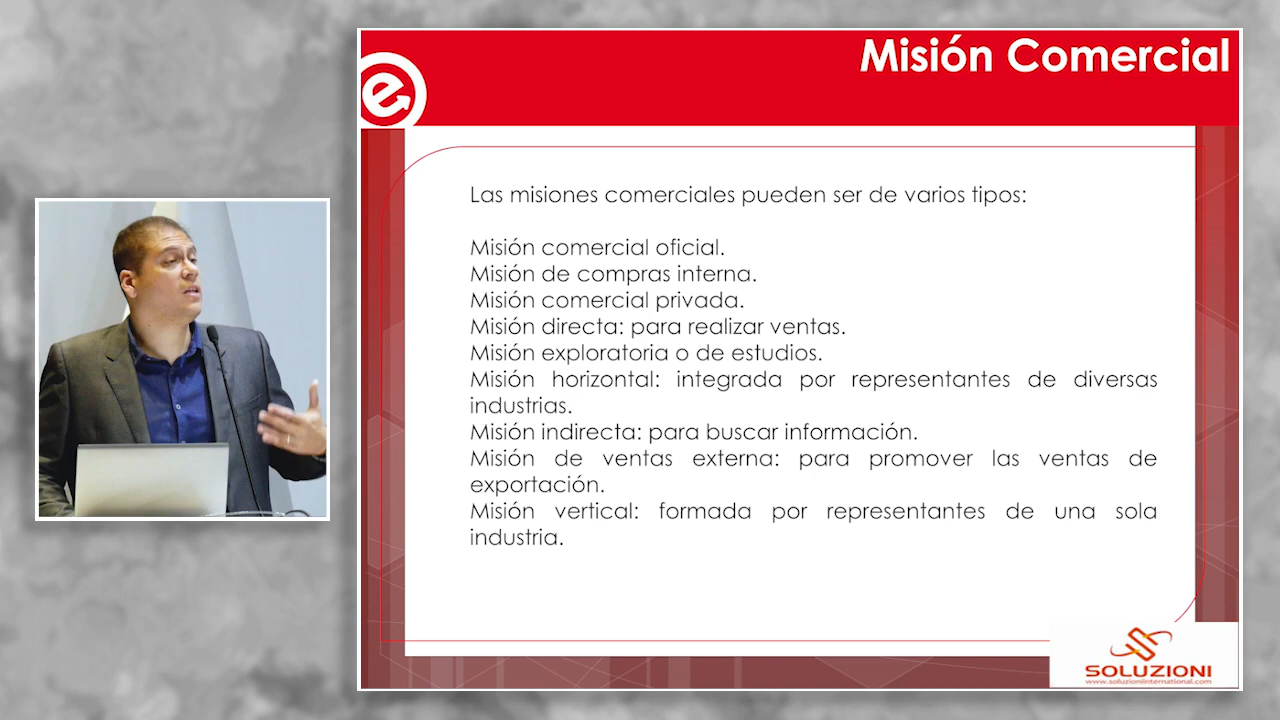 Misión Comercial
Las misiones comerciales pueden ser de varios tipos:
Misión comercial oficial.
Misión de compras interna.
Misión comercial privada.
Misión directa: para realizar ventas.
Misión exploratoria o de estudios.
Misión horizontal: integrada por representantes de diversas
industrias.
Misión indirecta: para buscar información.
Misión de ventas externa: para promover las ventas de
exportación.
Misión vertical: formada por representantes de una sola
industria.
SOLUZIONI
www.soluzioniinternational.com